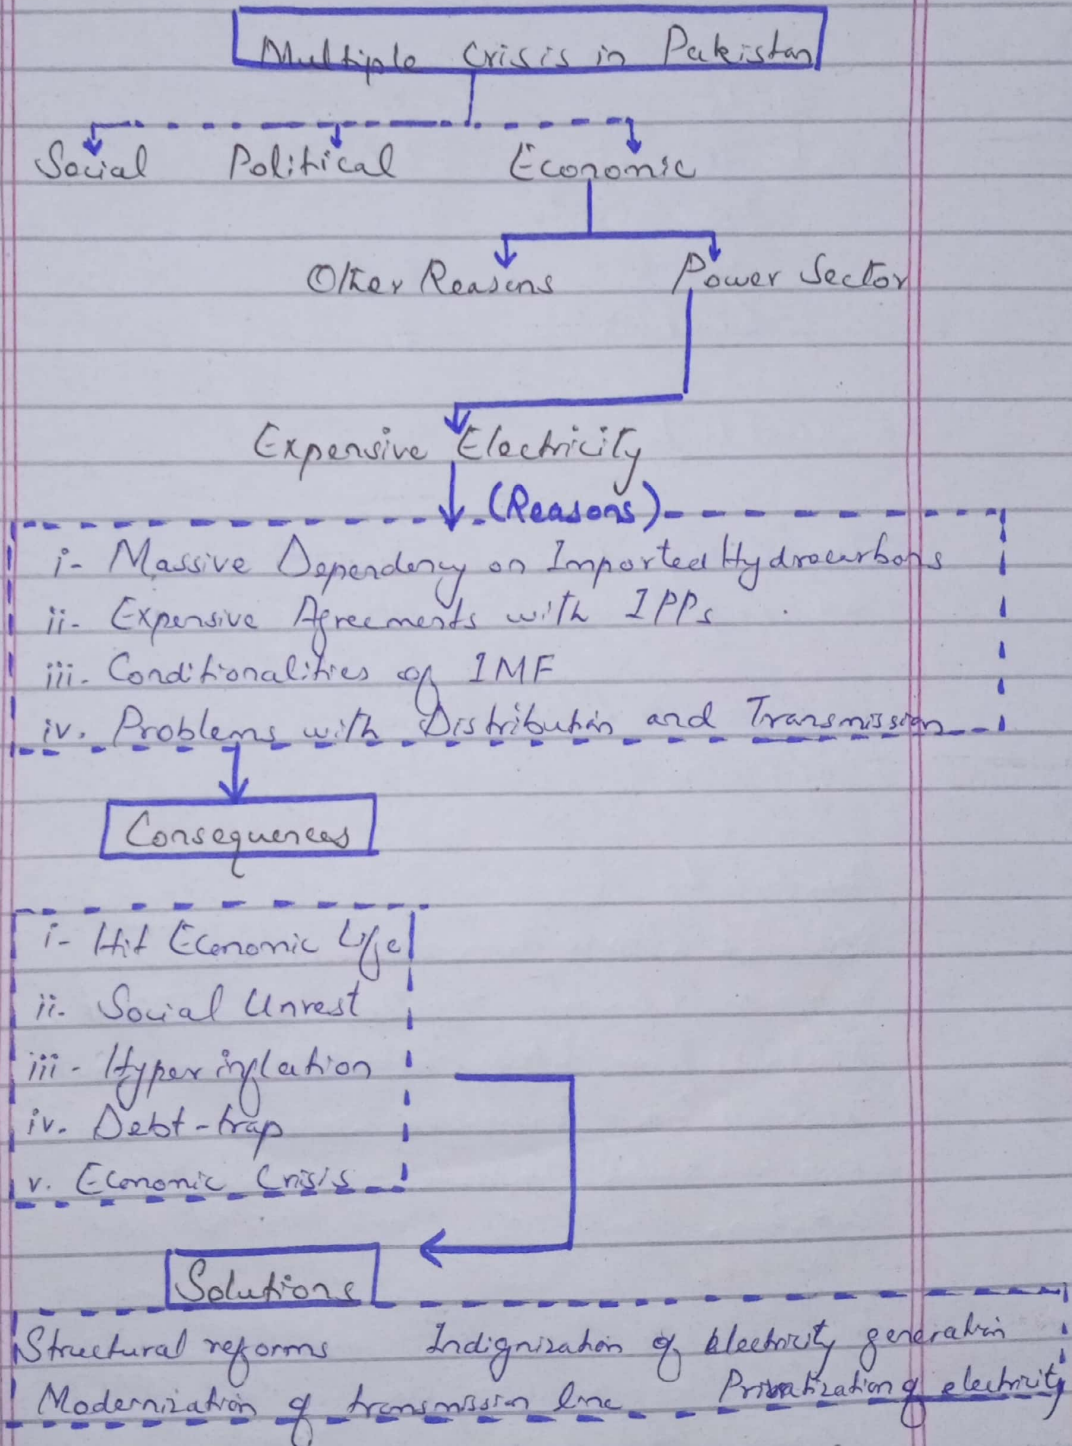 Multiple Crisis in Pakistan
Social Political Economic
Other Reasons Power Sector
Expensive Electricity
(Reasons)
i- Massive Dependency on Imported Hydrocarbons
ii- Expensive Agreements with IPPs
iii- Conditionalities of IMF
iv. Problems with Distribution and Transmission
Consequences
i- Hit Economic Life
ii- Social Unrest
iii- Hyper inflation
iv. Debt-trap
v. Economic Crisis
Solutions
Structural reforms Indignization of electricity generation
Modernization of transmission line Privatization of electricity